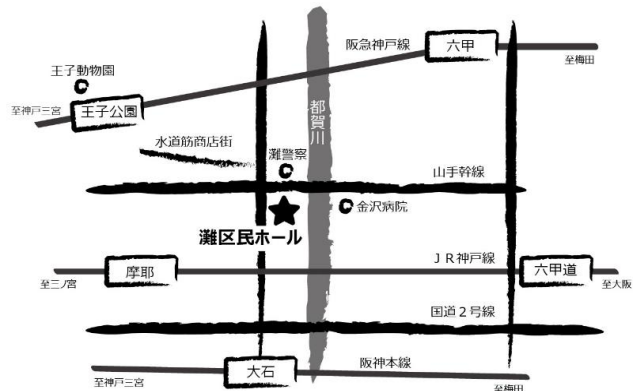 六甲
阪急神戸線
至梅田
王子動物園
至神戸三宮
王子公園
都賀川
水道筋商店街
灘警察
山手幹線
金沢病院
灘区民ホール
JR神戸線
摩耶
六甲道
至三ノ宮
至大阪
国道2号線
大石
阪神本線
至神戸三宮
至梅田